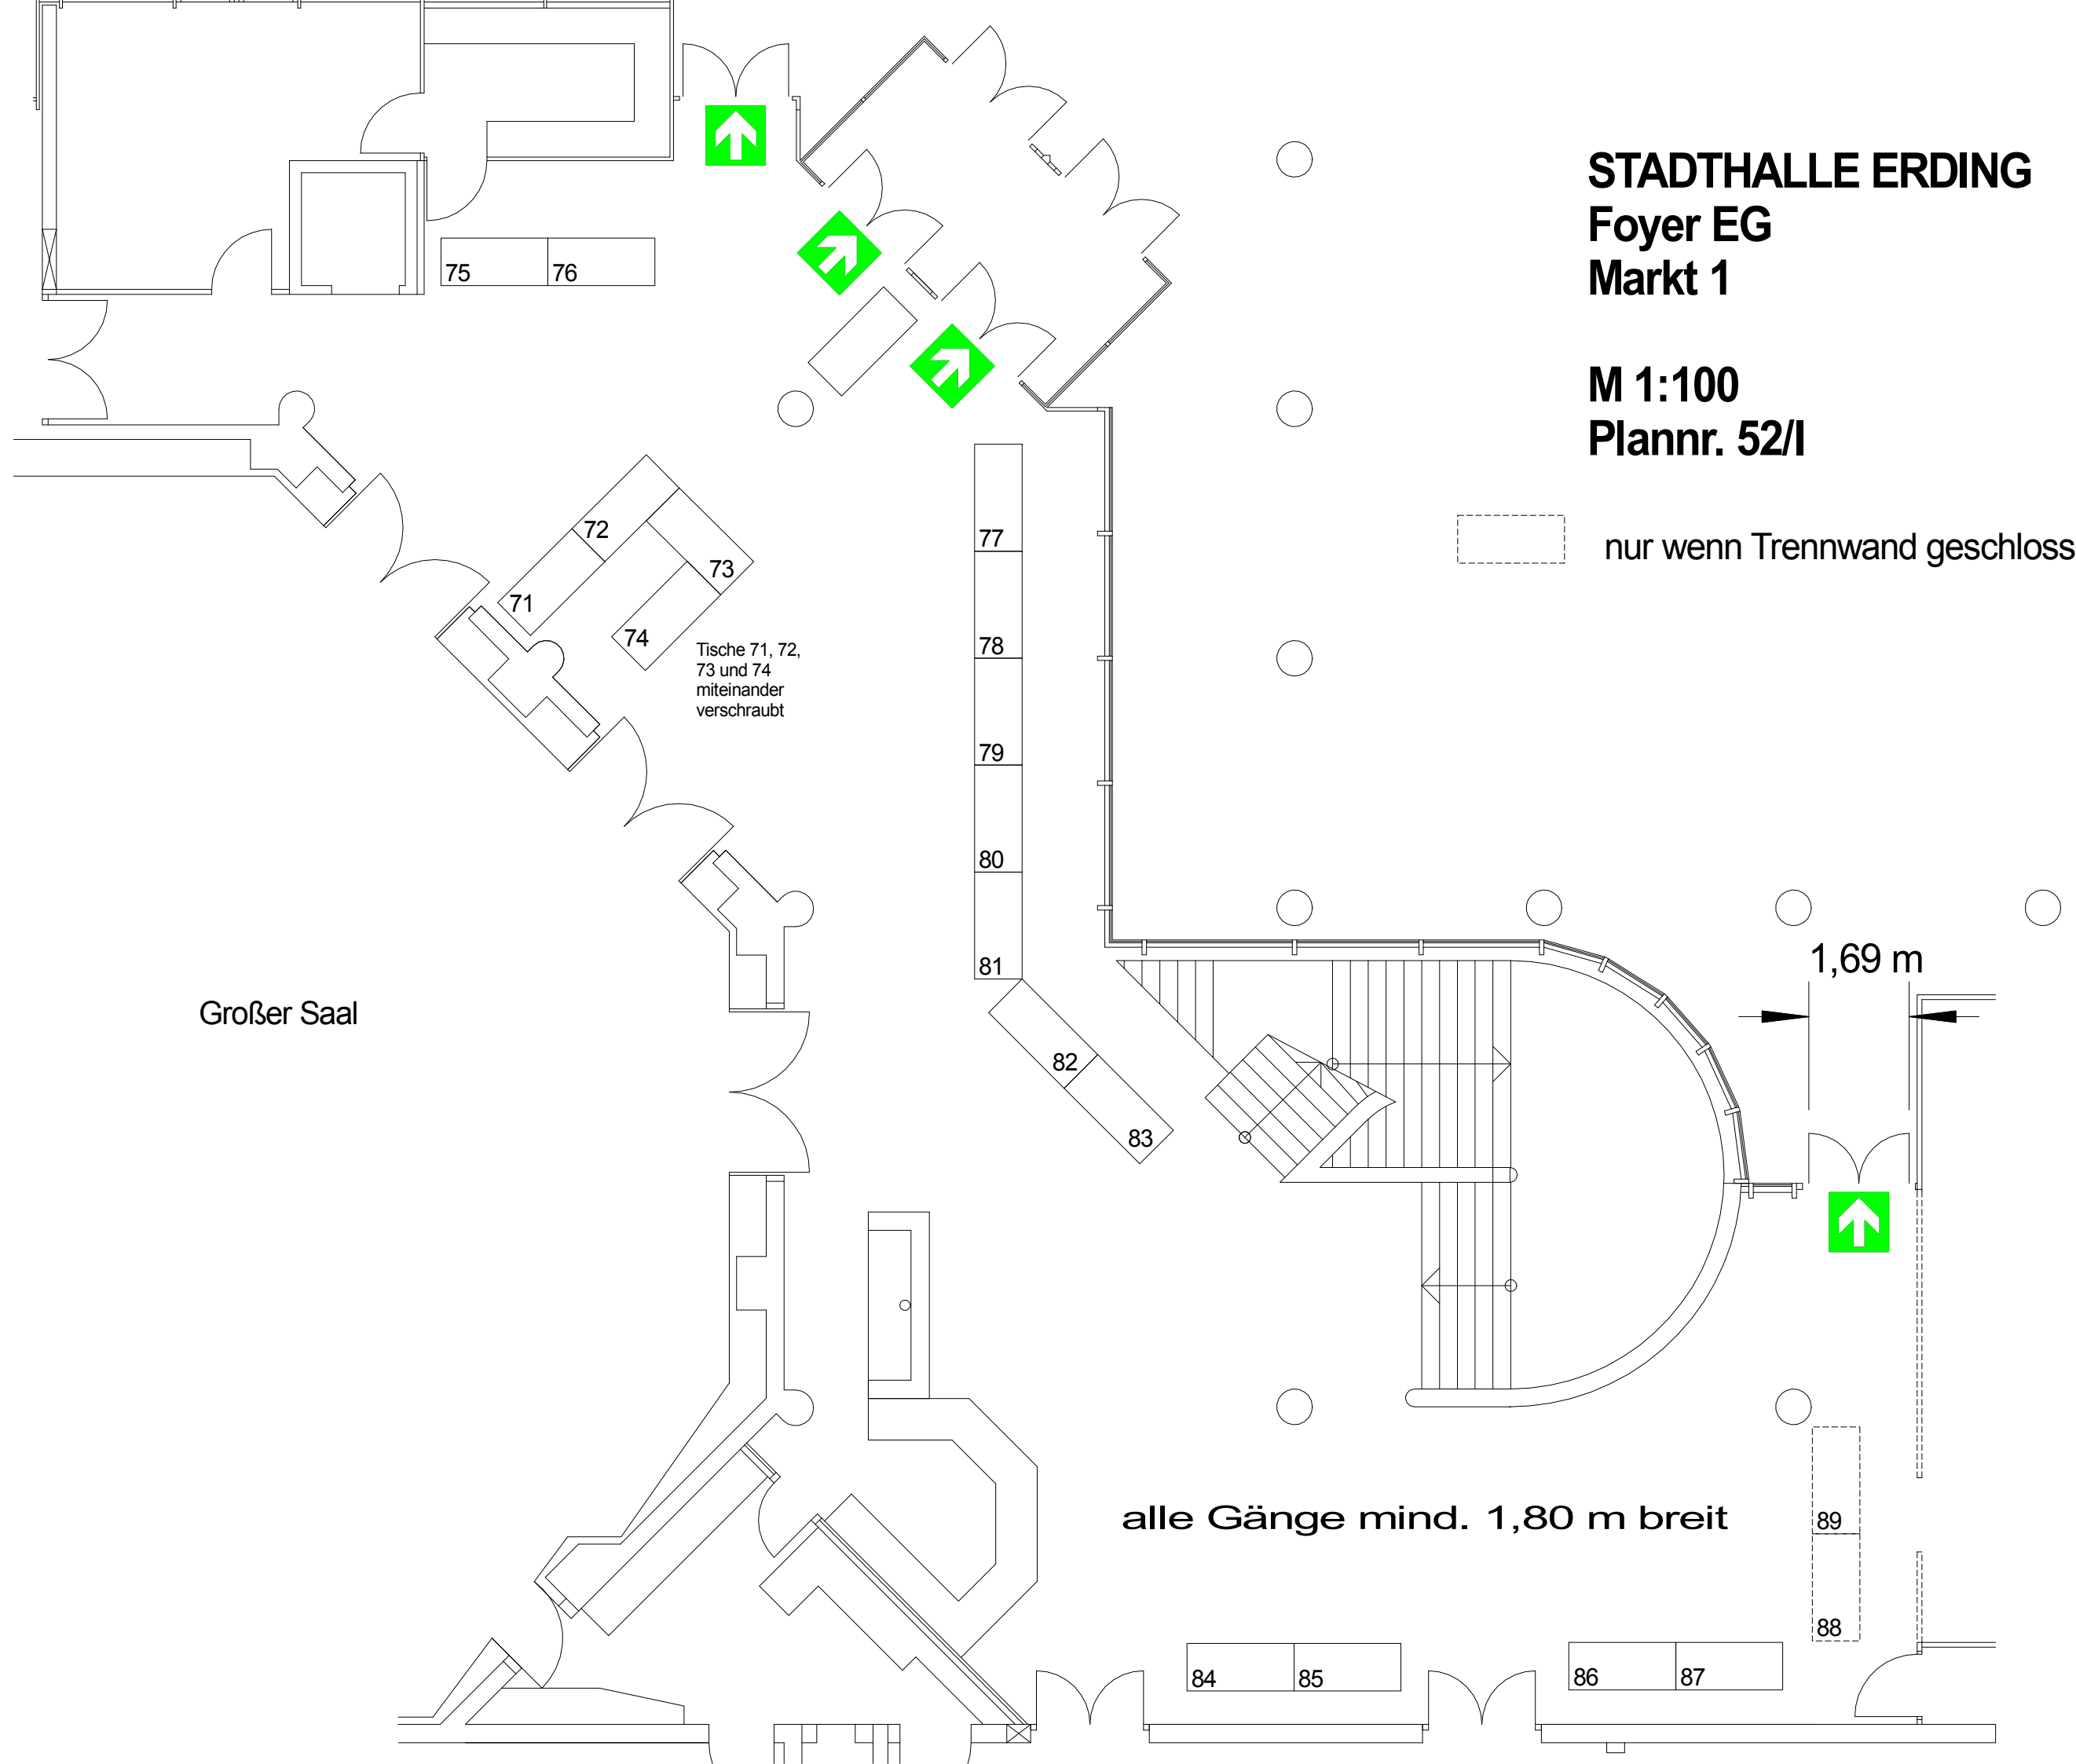 STADTHALLE ERDING
Foyer EG
Markt 1
M 1:100
Plannr. 52/I
nur wenn Trennwand geschloss
75
76
72
73
71
74
Tische 71, 72,
73 und 74
miteinander
verschraubt
77
78
79
80
81
82
83
1,69 m
Großer Saal
alle Gänge mind. 1,80 m breit
89
88
84
85
86
87